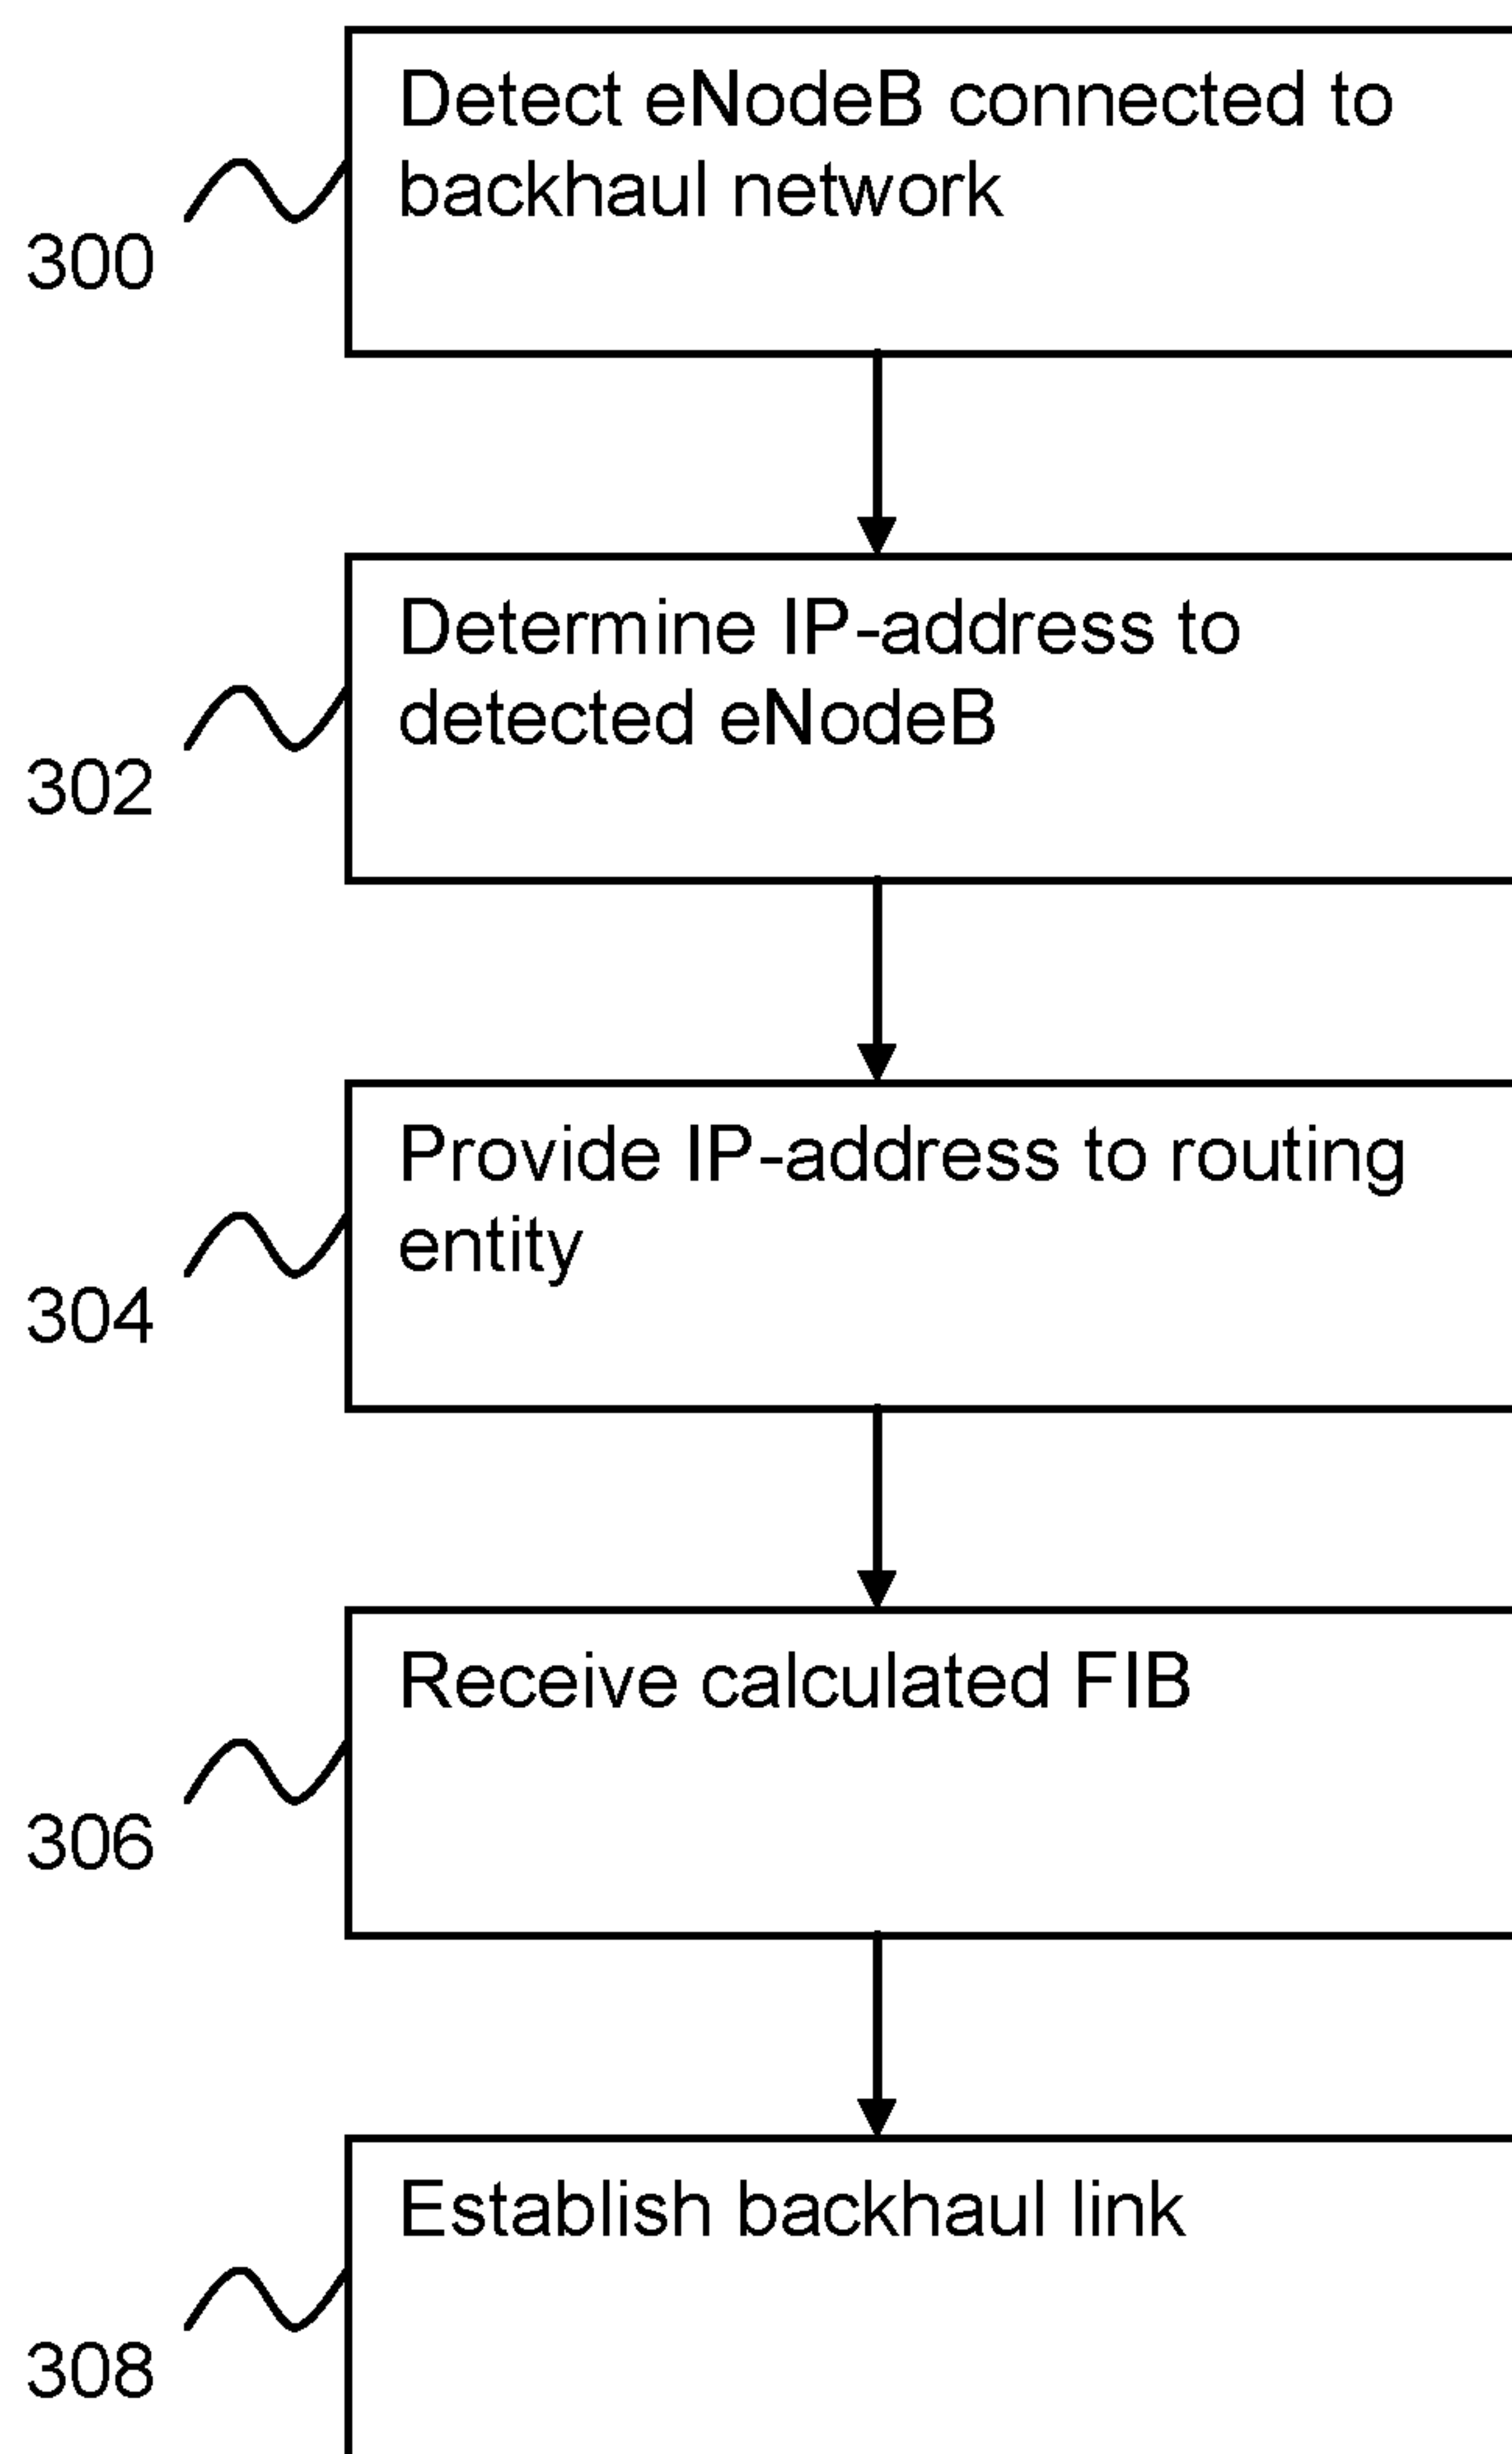 Detect eNodeB connected to
backhaul network
300
Determine IP-address to
detected eNodeB
302
Provide IP-address to routing
entity
304
Receive calculated FIB
306
Establish backhaul link
308